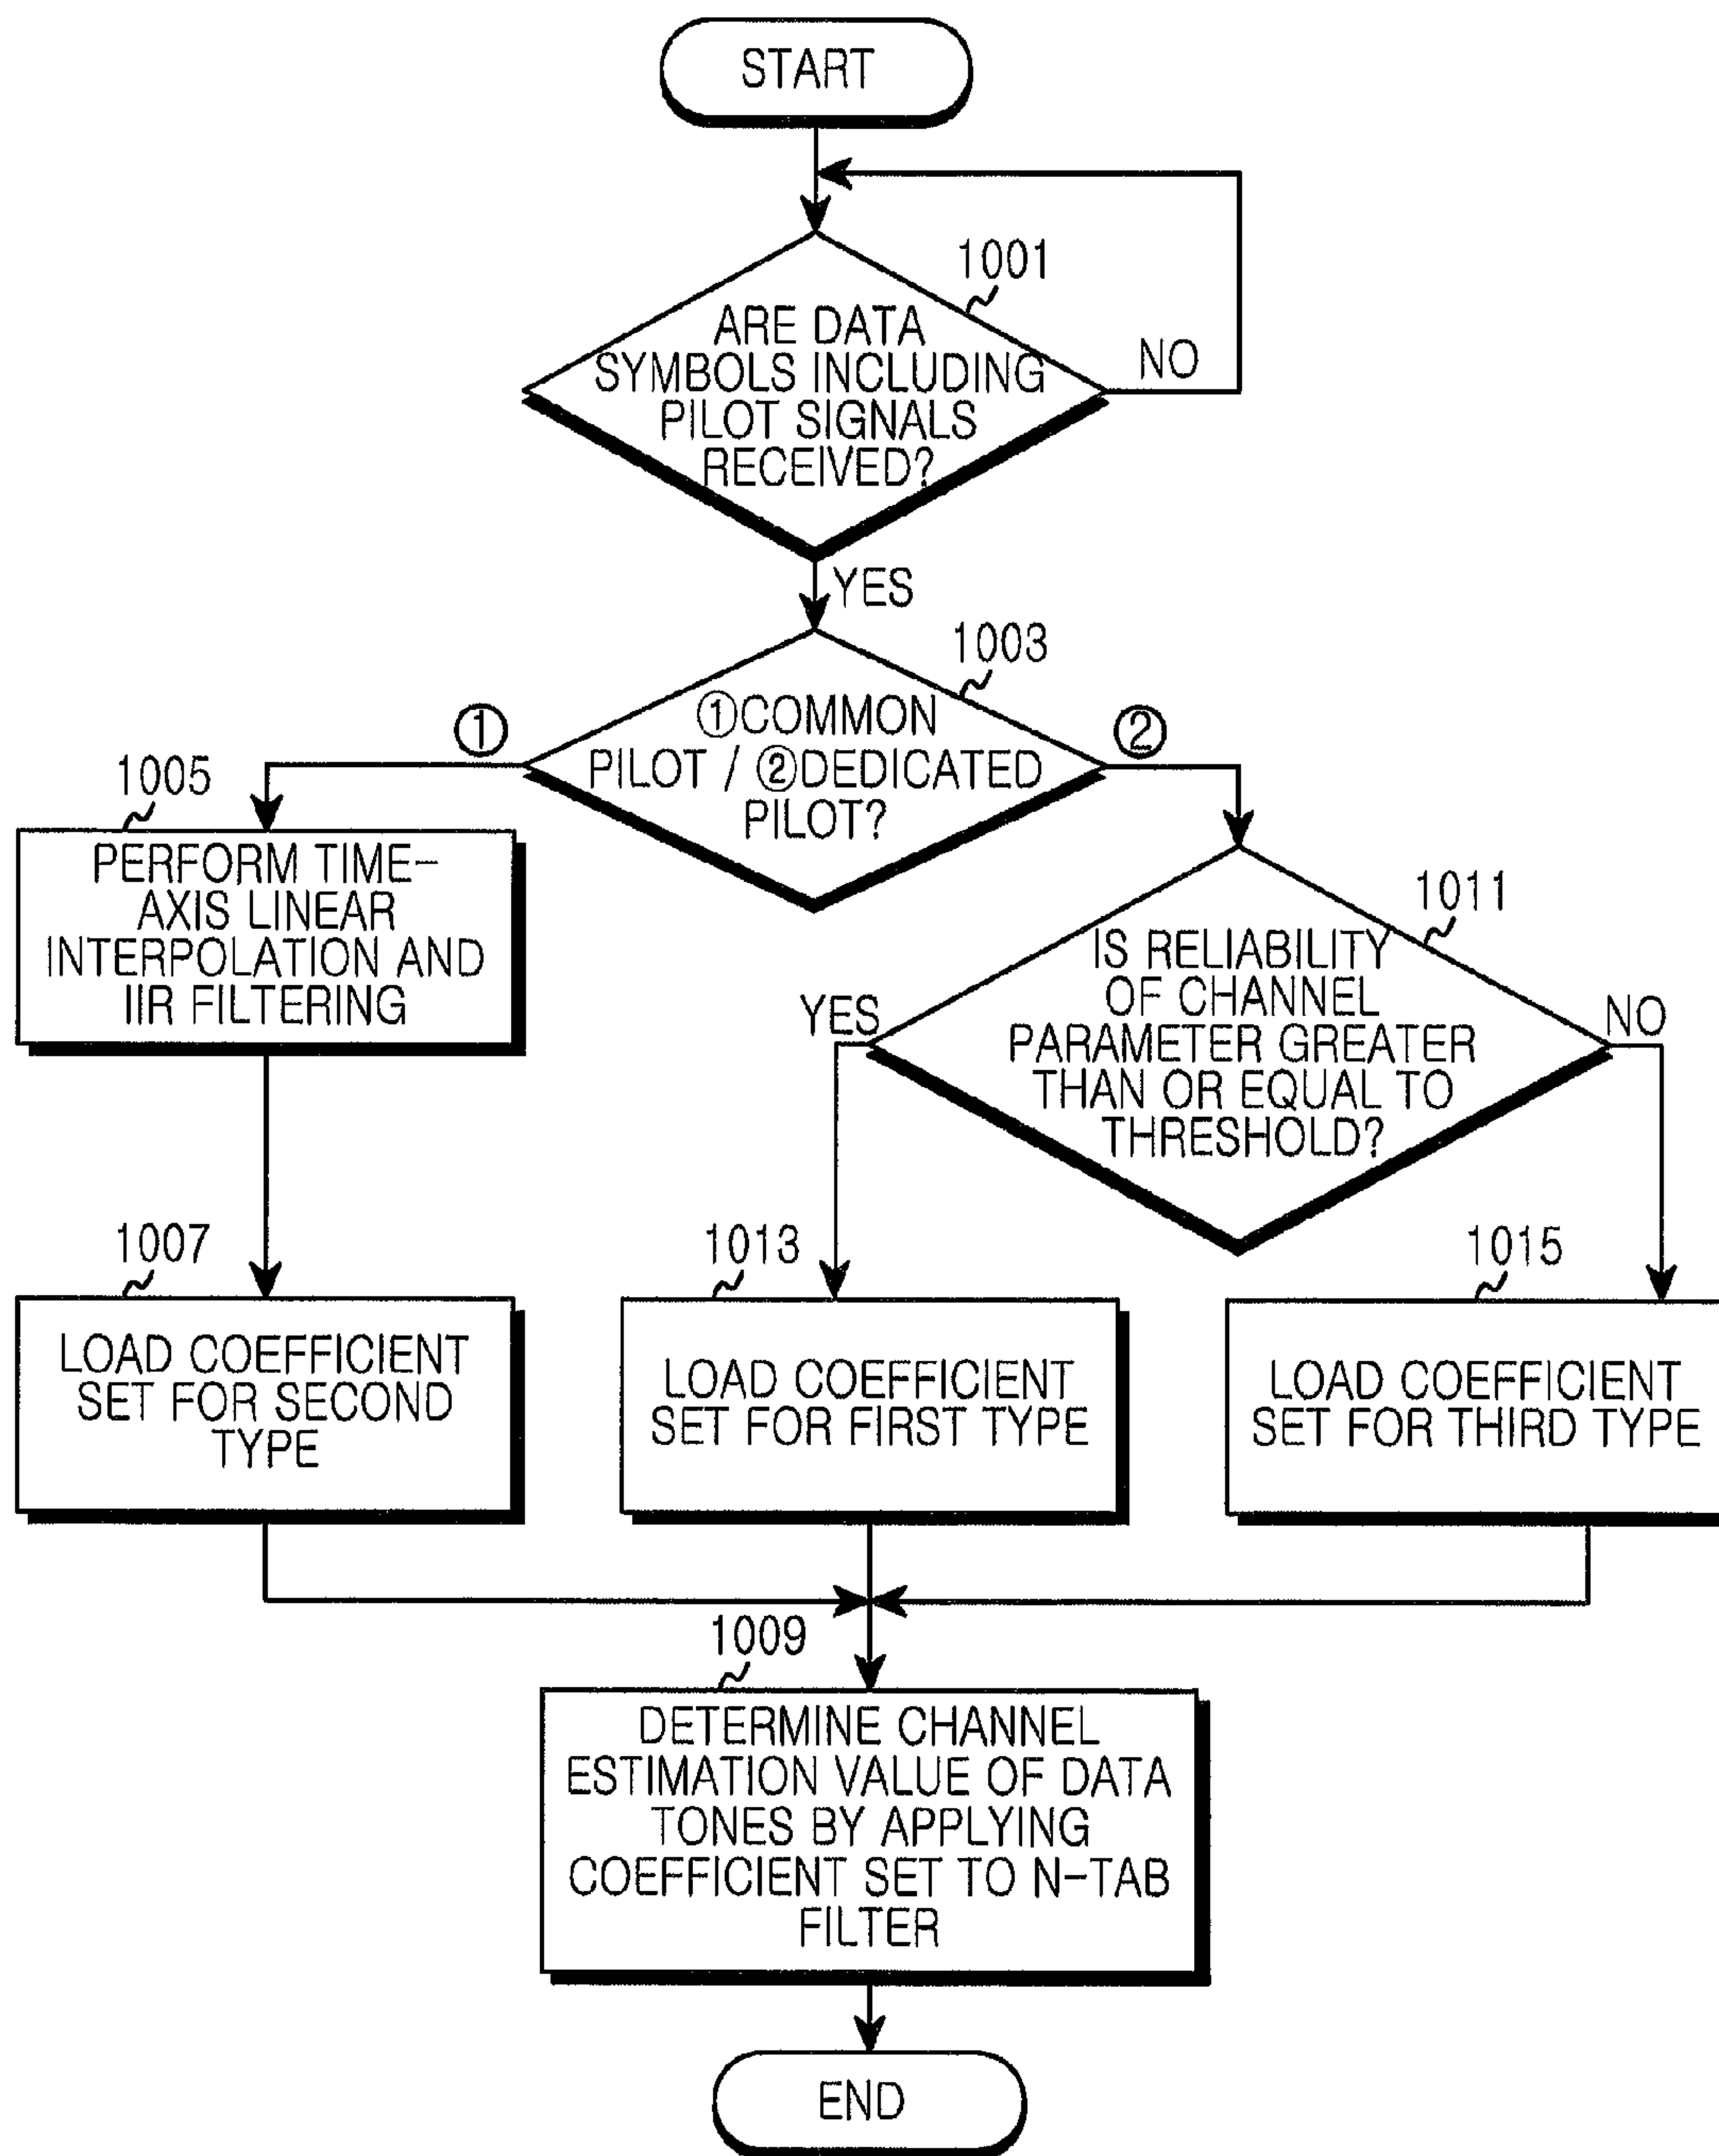 START
1001
ARE DATA
SYMBOLS INCLUDING
PILOT SIGNALS
RECEIVED?
NO
YES
1003
①COMMON
PILOT / ②DEDICATED
PILOT?
①
②
1005
PERFORM TIME-
AXIS LINEAR
INTERPOLATION AND
IIR FILTERING
1011
IS RELIABILITY
OF CHANNEL
PARAMETER GREATER
THAN OR EQUAL TO
THRESHOLD?
YES
NO
1007
LOAD COEFFICIENT
SET FOR SECOND
TYPE
1013
LOAD COEFFICIENT
SET FOR FIRST TYPE
1015
LOAD COEFFICIENT
SET FOR THIRD TYPE
1009
DETERMINE CHANNEL
ESTIMATION VALUE OF DATA
TONES BY APPLYING
COEFFICIENT SET TO N-TAB
FILTER
END